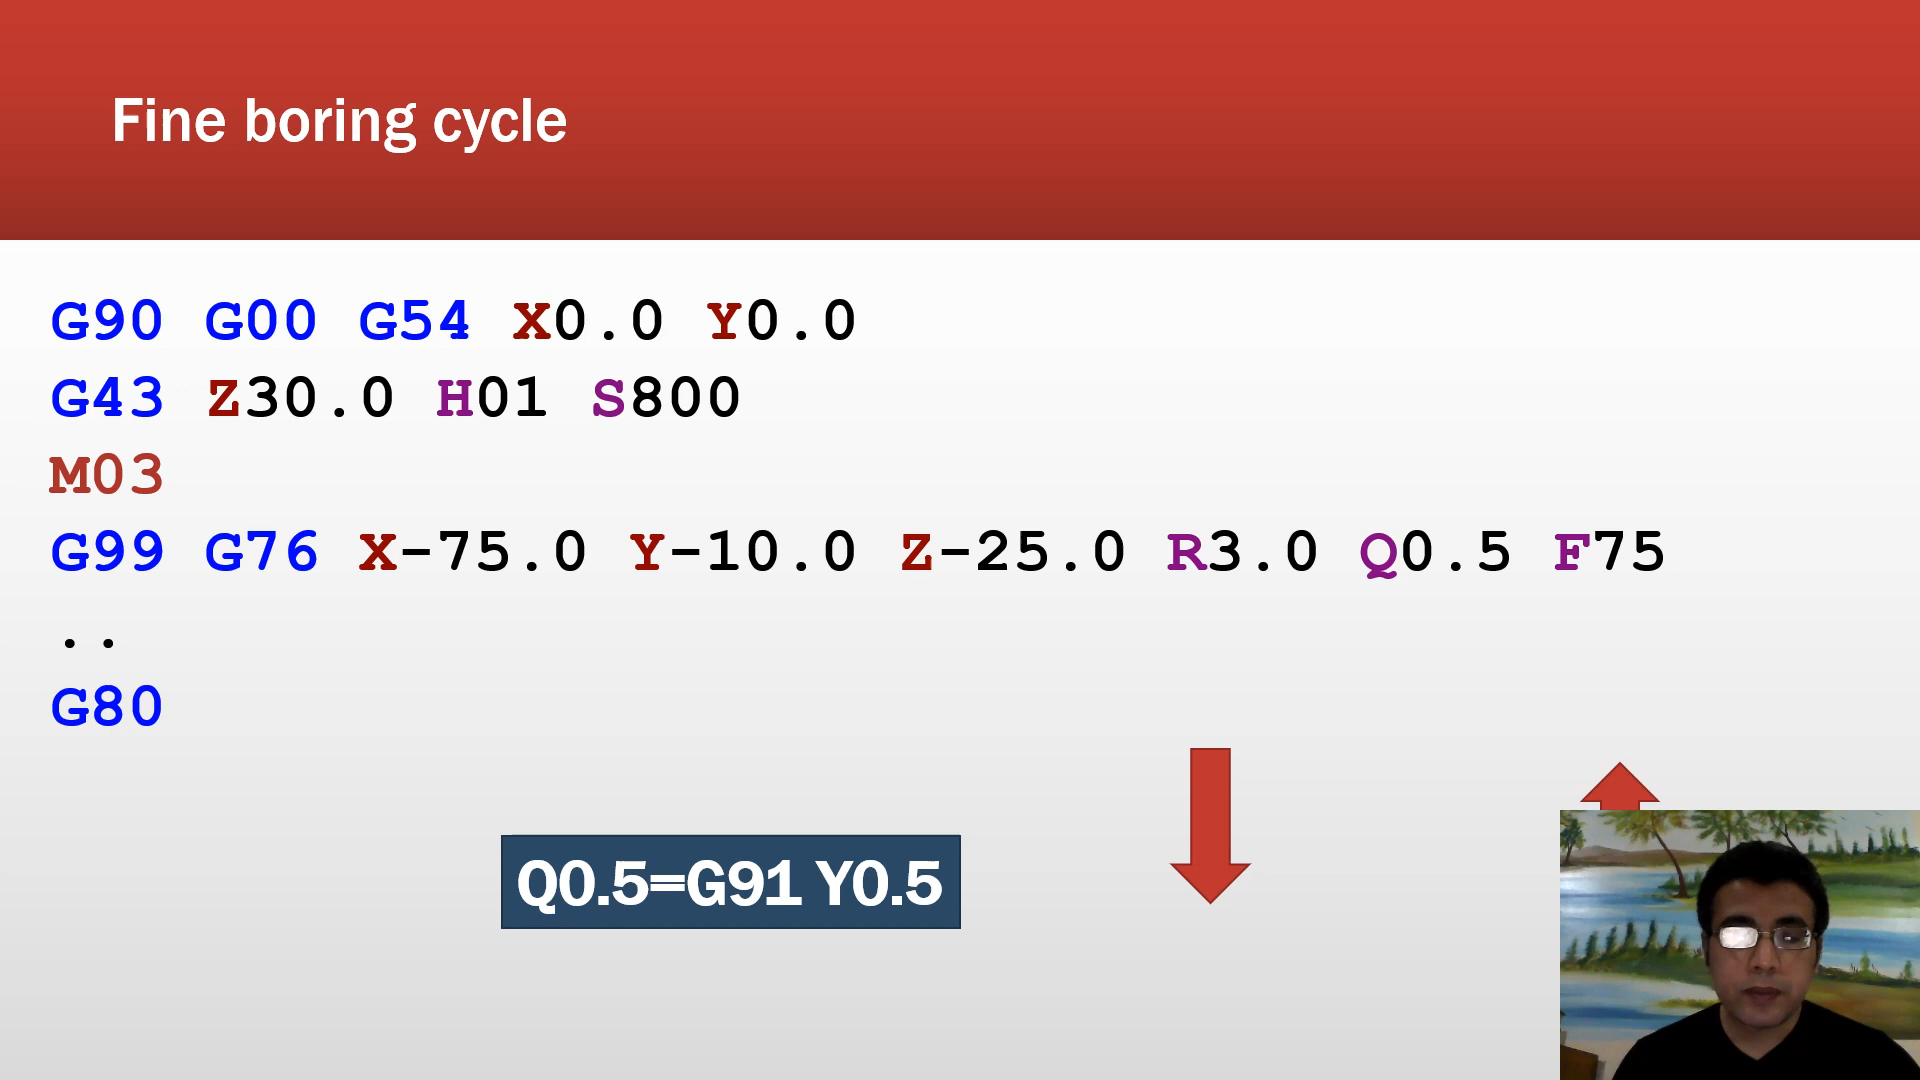 Fine boring cycle
G90 G00 G54 X0.0 Y0.0
G43 Z30.0 H01 S800
M03
G99 G76 X-75.0 Y-10.0 Z-25.0 R3.0 Q0.5 F75
..
G80
Q0.5=G91 Y0.5